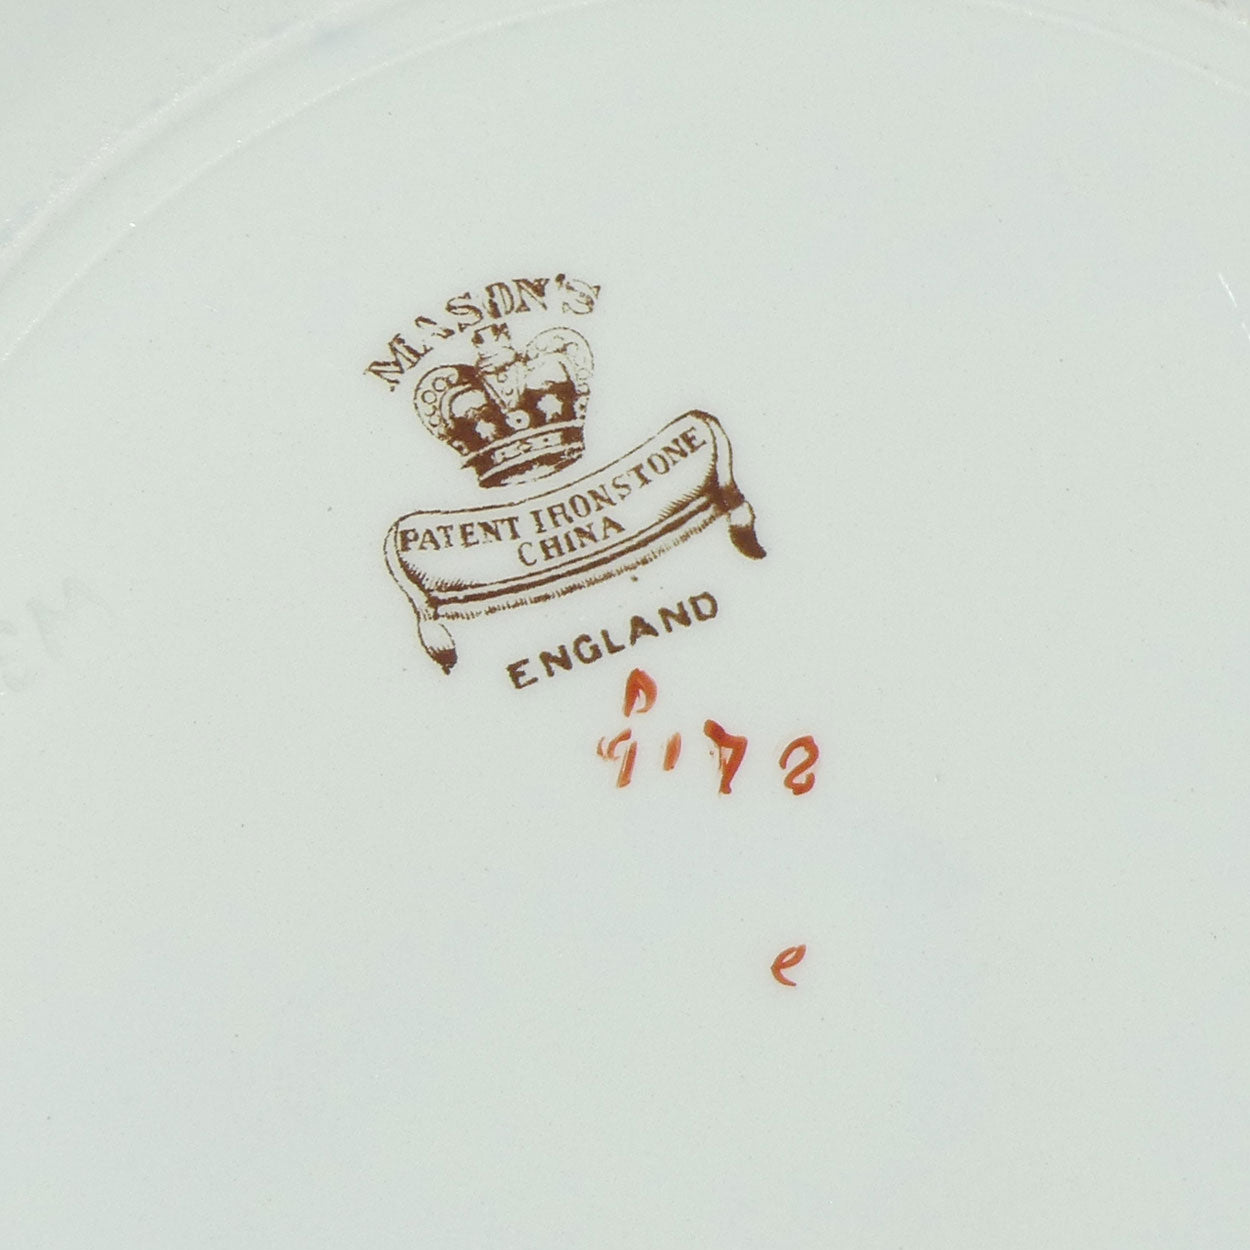 MASON'S
PATENT IRONSTONE
CHINA
ENGLAND
e